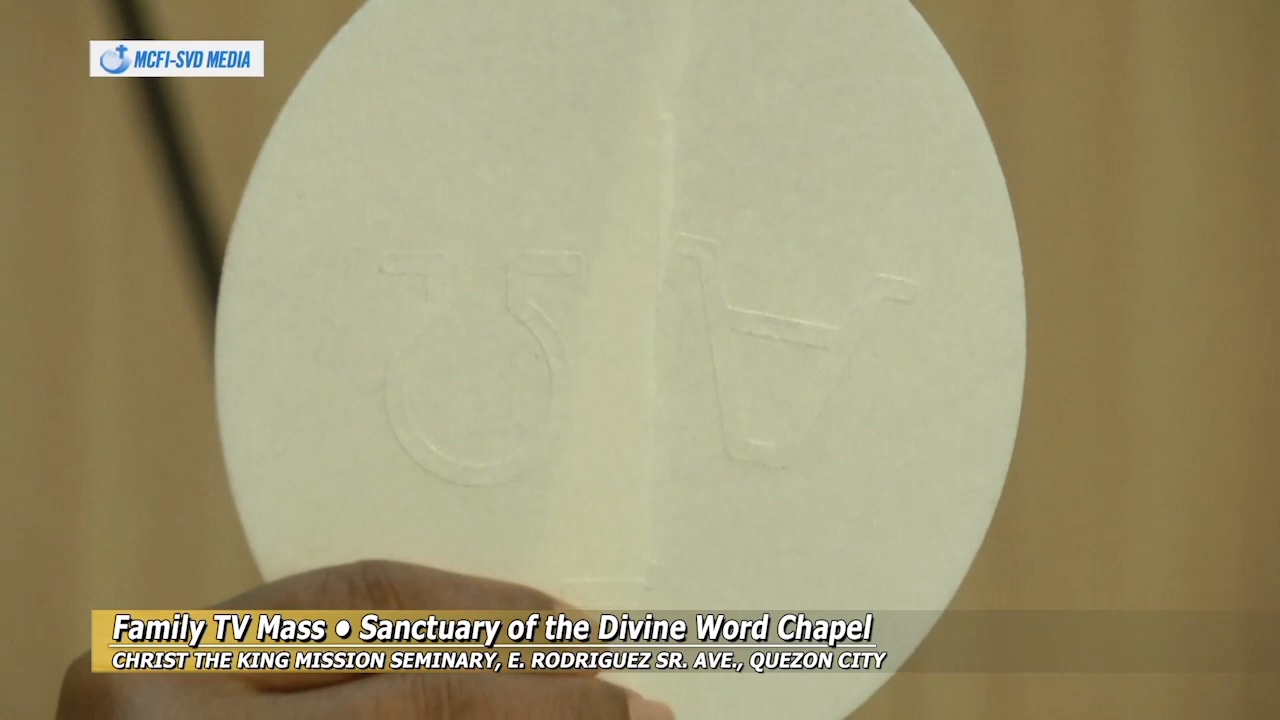 MCFI-SVD MEDIA
Α Ω
Family TV Mass • Sanctuary of the Divine Word Chapel
CHRIST THE KING MISSION SEMINARY, E. RODRIGUEZ SR. AVE., QUEZON CITY